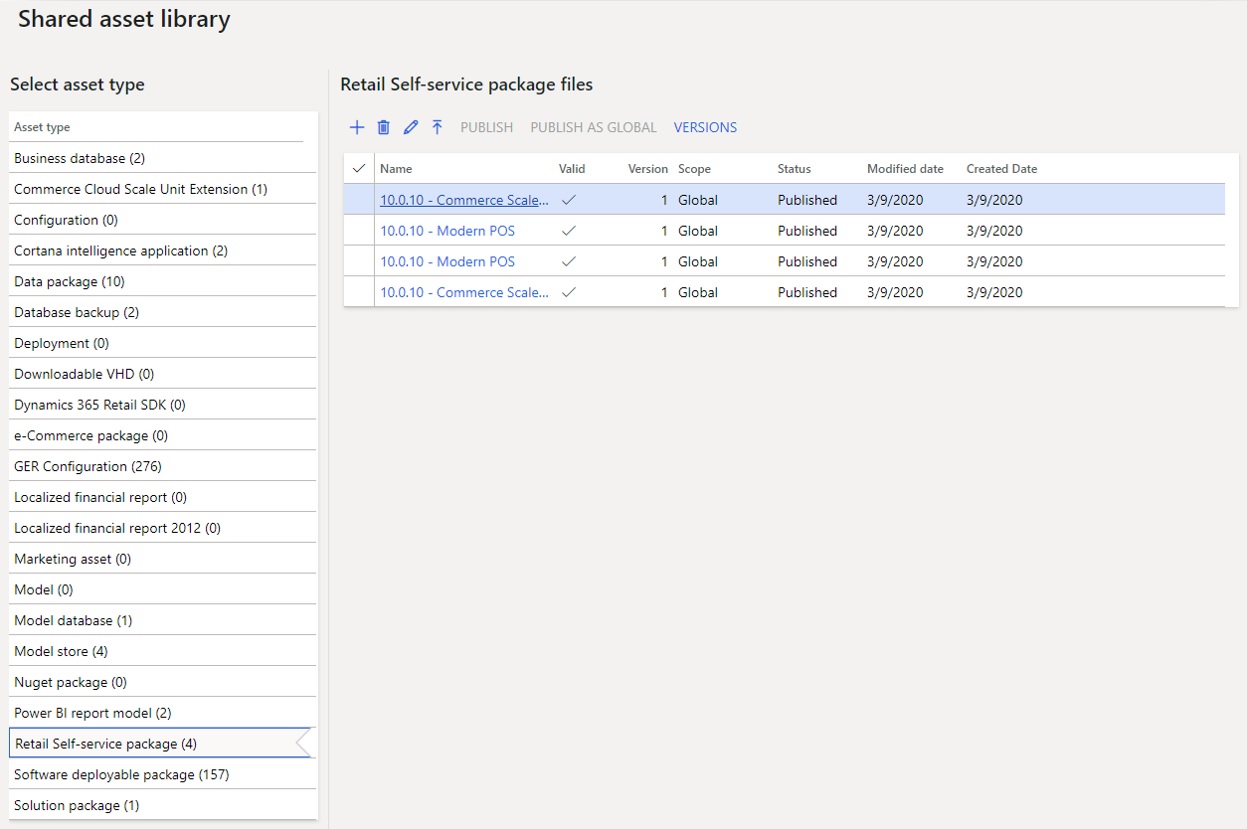 Shared asset library
Select asset type
Asset type
Business database (2)
Commerce Cloud Scale Unit Extension (1)
Configuration (0)
Cortana intelligence application (2)
Data package (10)
Database backup (2)
Deployment (0)
Downloadable VHD (0)
Dynamics 365 Retail SDK (0)
e-Commerce package (0)
GER Configuration (276)
Localized financial report (0)
Localized financial report 2012 (0)
Marketing asset (0)
Model (0)
Model database (1)
Model store (4)
Nuget package (0)
Power BI report model (2)
Retail Self-service package (4)
Software deployable package (157)
Solution package (1)
Retail Self-service package files
PUBLISH PUBLISH AS GLOBAL VERSIONS
Name Valid Version Scope Status Modified date Created Date
10.0.10 - Commerce Scale... 1 Global Published 3/9/2020 3/9/2020
10.0.10 - Modern POS 1 Global Published 3/9/2020 3/9/2020
10.0.10 - Modern POS 1 Global Published 3/9/2020 3/9/2020
10.0.10 - Commerce Scale... 1 Global Published 3/9/2020 3/9/2020